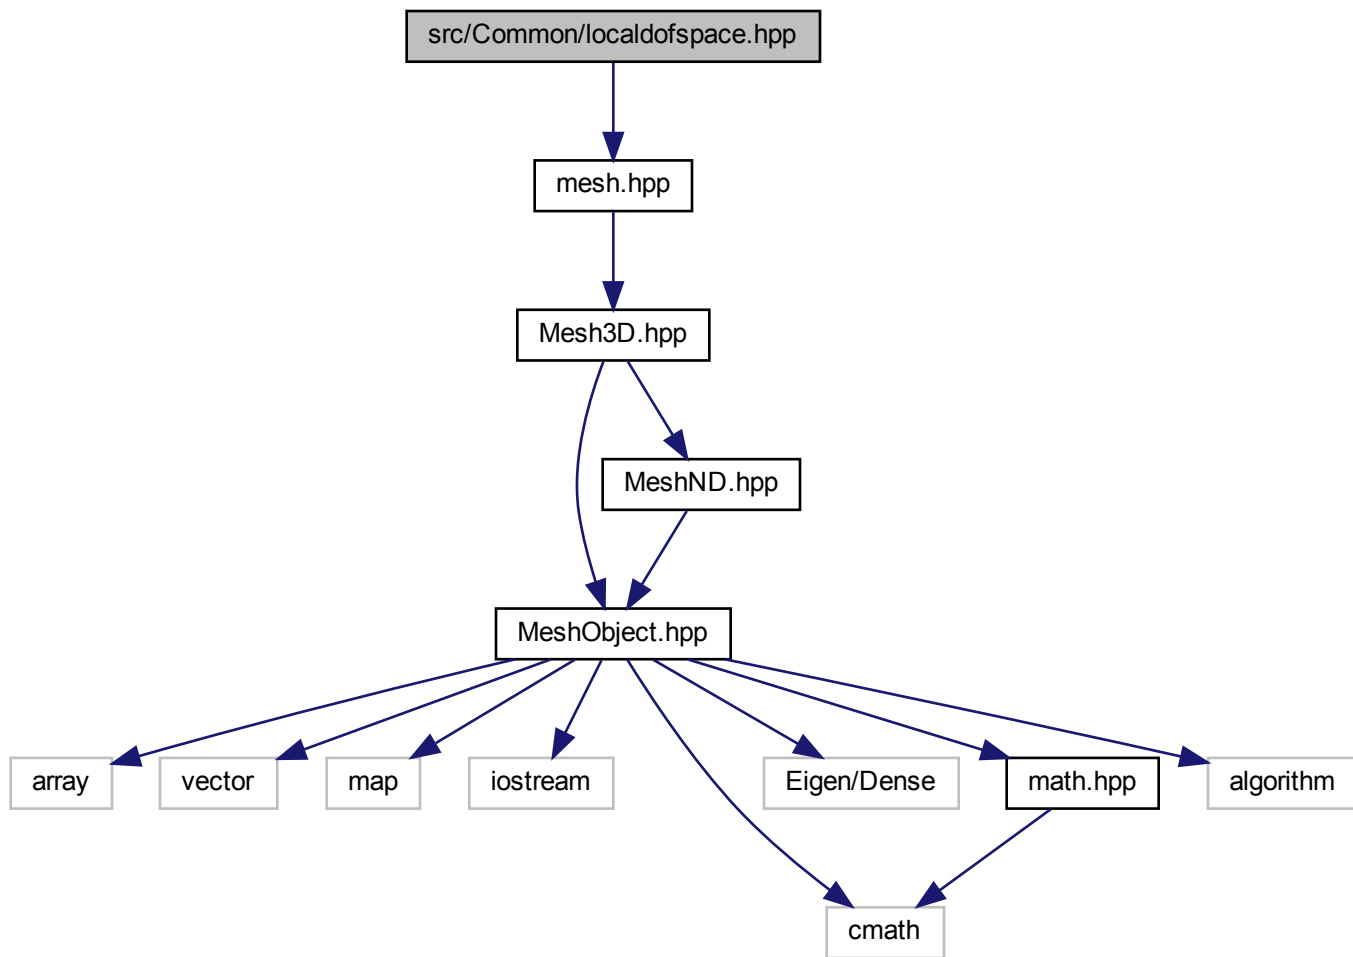 src/Common/localdofspace.hpp
mesh.hpp
Mesh3D.hpp
MeshND.hpp
MeshObject.hpp
array
vector
map
iostream
Eigen/Dense
math.hpp
algorithm
cmath